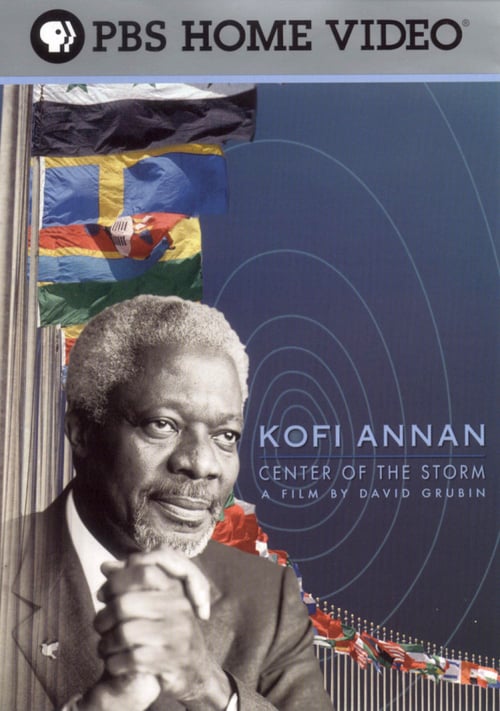 PBS HOME VIDEO®
KOFI ANNAN
CENTER OF THE STORM
A FILM BY DAVID GRUBIN